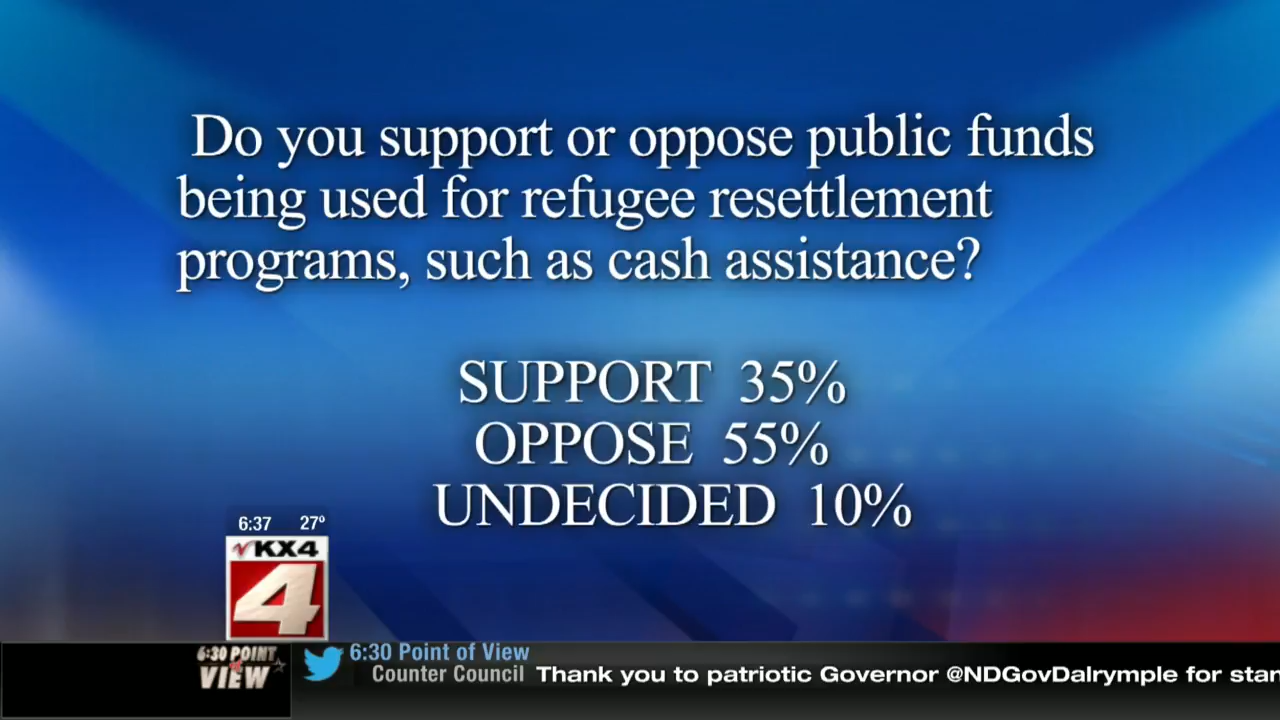 Do you support or oppose public funds
being used for refugee resettlement
programs, such as cash assistance?
SUPPORT 35%
OPPOSE 55%
UNDECIDED 10%
6:37 27°
KX4
4
6:30 POINT
of
VIEW
6:30 Point of View
Counter Council Thank you to patriotic Governor @NDGovDalrymple for stan